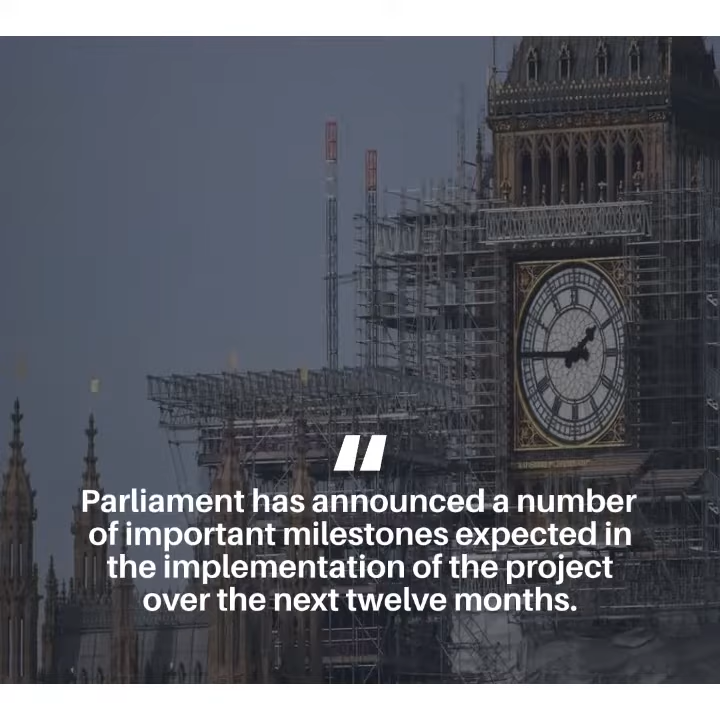 "
Parliament has announced a number
of important milestones expected in
the implementation of the project
over the next twelve months.